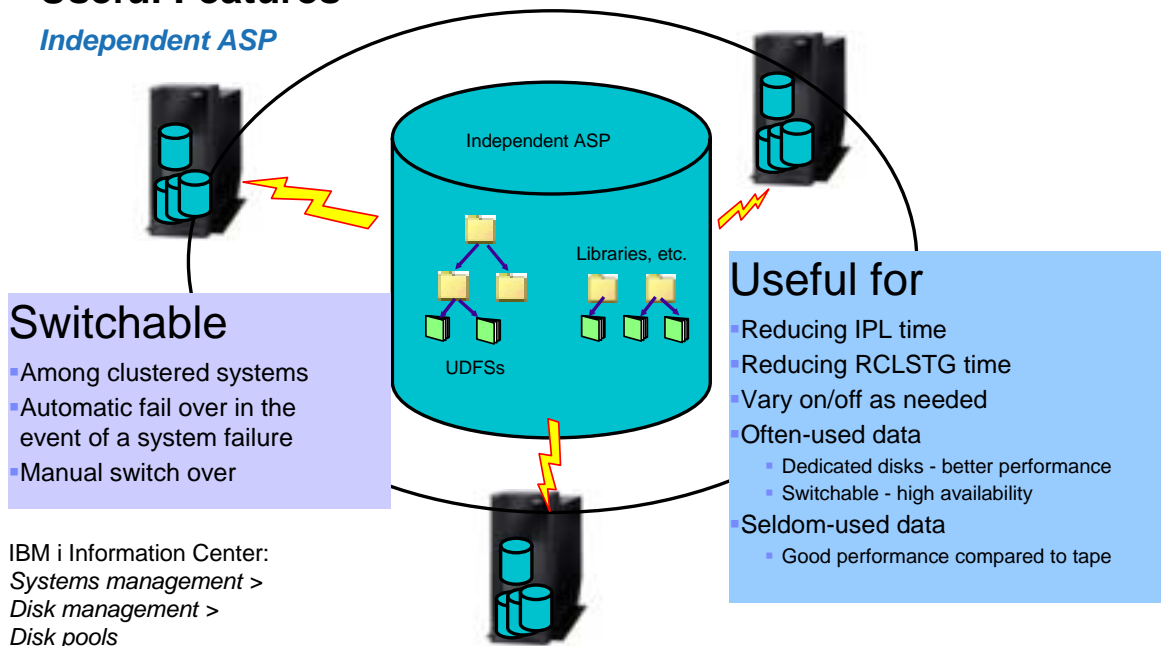 Useful Features
Independent ASP
Independent ASP
Libraries, etc.
UDFSs
Switchable
▪Among clustered systems
▪Automatic fail over in the
event of a system failure
▪Manual switch over
Useful for
▪Reducing IPL time
▪Reducing RCLSTG time
▪Vary on/off as needed
▪Often-used data
▪ Dedicated disks - better performance
▪ Switchable - high availability
▪Seldom-used data
▪ Good performance compared to tape
IBM i Information Center:
Systems management >
Disk management >
Disk pools